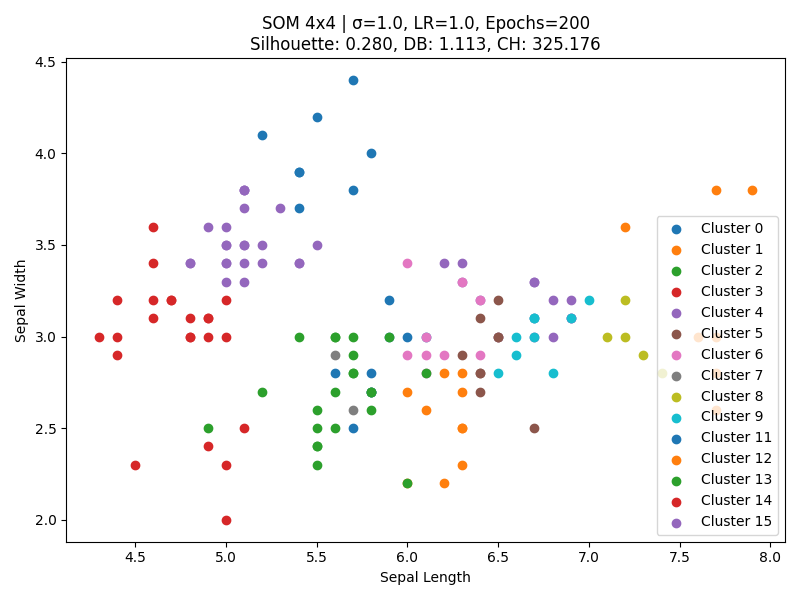 SOM 4x4 | σ=1.0, LR=1.0, Epochs=200
Silhouette: 0.280, DB: 1.113, CH: 325.176
4.5
4.0
3.5
3.0
2.5
2.0
Sepal Width
Cluster 0
Cluster 1
Cluster 2
Cluster 3
Cluster 4
Cluster 5
Cluster 6
Cluster 7
Cluster 8
Cluster 9
Cluster 11
Cluster 12
Cluster 13
Cluster 14
Cluster 15
4.5 5.0 5.5 6.0 6.5 7.0 7.5 8.0
Sepal Length